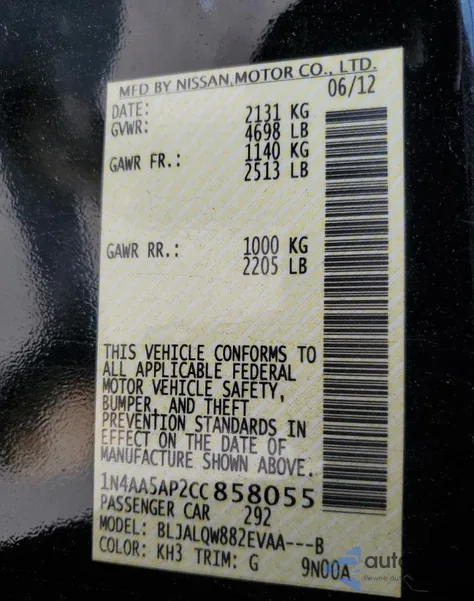 MFD BY NISSAN MOTOR CO., LTD.
DATE: 06/12
GVWR: 2131 KG
4698 LB
GAWR FR.: 1140 KG
2513 LB
GAWR RR.: 1000 KG
2205 LB
THIS VEHICLE CONFORMS TO
ALL APPLICABLE FEDERAL
MOTOR VEHICLE SAFETY,
BUMPER, AND THEFT
PREVENTION STANDARDS IN
EFFECT ON THE DATE OF
MANUFACTURE SHOWN ABOVE.
1N4AA5AP2CC858055
PASSENGER CAR 292
MODEL: BLJALQW882EVAA---B
COLOR: KH3 TRIM: G 9N00A